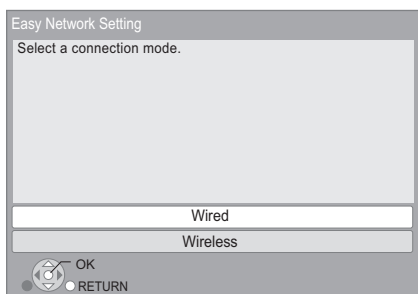 Easy Network Setting
Select a connection mode.
Wired
Wireless
OK
RETURN